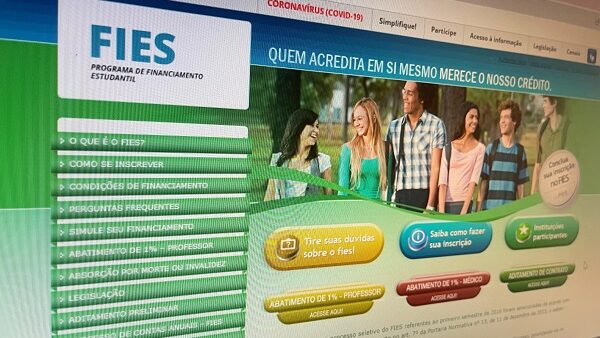 CORONAVÍRUS (COVID-19)
Simplifique!
Participe
Acesso à informação
Legislação
Canais
FIES
PROGRAMA DE FINANCIAMENTO
ESTUDANTIL
QUEM ACREDITA EM SI MESMO MERECE O NOSSO CRÉDITO.
O QUE É O FIES?
COMO SE INSCREVER
CONDIÇÕES DE FINANCIAMENTO
PERGUNTAS FREQUENTES
SIMULE SEU FINANCIAMENTO
ABATIMENTO DE 1% - PROFESSOR
ABSORÇÃO POR MORTE OU INVALIDEZ
LEGISLAÇÃO
ADITAMENTO PRELIMINAR
DE CONTAS ANUAIS - FIES
Conclua
sua inscrição
no FIES
Tire suas dúvidas
sobre o fies!
Saiba como fazer
sua inscrição
Instituições
participantes
ABATIMENTO DE 1% - PROFESSOR
ACESSE AQUI!
ABATIMENTO DE 1% - MÉDICO
ACESSE AQUI!
ADITAMENTO DE CONTRATO
ACESSE AQUI!
processo seletivo do FIES referentes ao primeiro semestre de 2016 foram
art. 7º da Portaria Normativa nº 13, de 11 de dezembro de 2015,